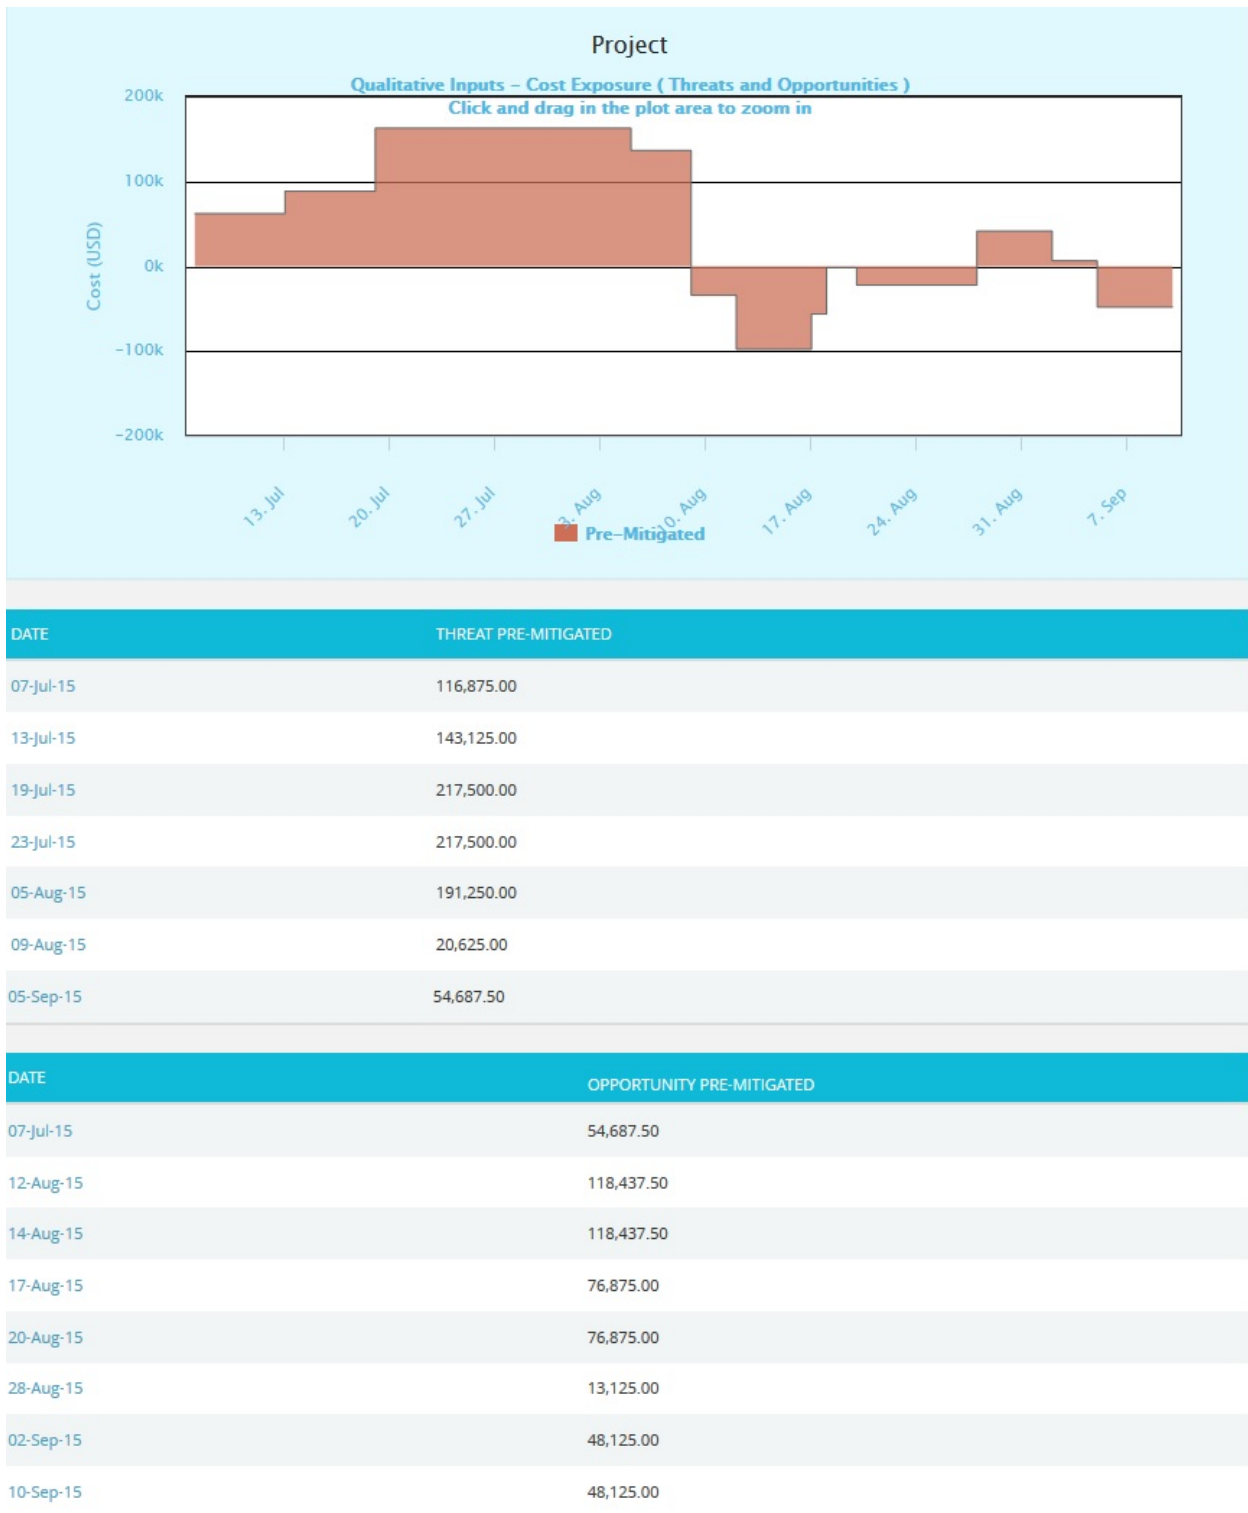 Project
Qualitative Inputs - Cost Exposure ( Threats and Opportunities )
Click and drag in the plot area to zoom in
Cost (USD)
200k
100k
0k
-100k
-200k
13. Jul
20. Jul
27. Jul
3. Aug
10. Aug
17. Aug
24. Aug
31. Aug
7. Sep
Pre-Mitigated
DATE THREAT PRE-MITIGATED
07-Jul-15 116,875.00
13-Jul-15 143,125.00
19-Jul-15 217,500.00
23-Jul-15 217,500.00
05-Aug-15 191,250.00
09-Aug-15 20,625.00
05-Sep-15 54,687.50
DATE OPPORTUNITY PRE-MITIGATED
07-Jul-15 54,687.50
12-Aug-15 118,437.50
14-Aug-15 118,437.50
17-Aug-15 76,875.00
20-Aug-15 76,875.00
28-Aug-15 13,125.00
02-Sep-15 48,125.00
10-Sep-15 48,125.00